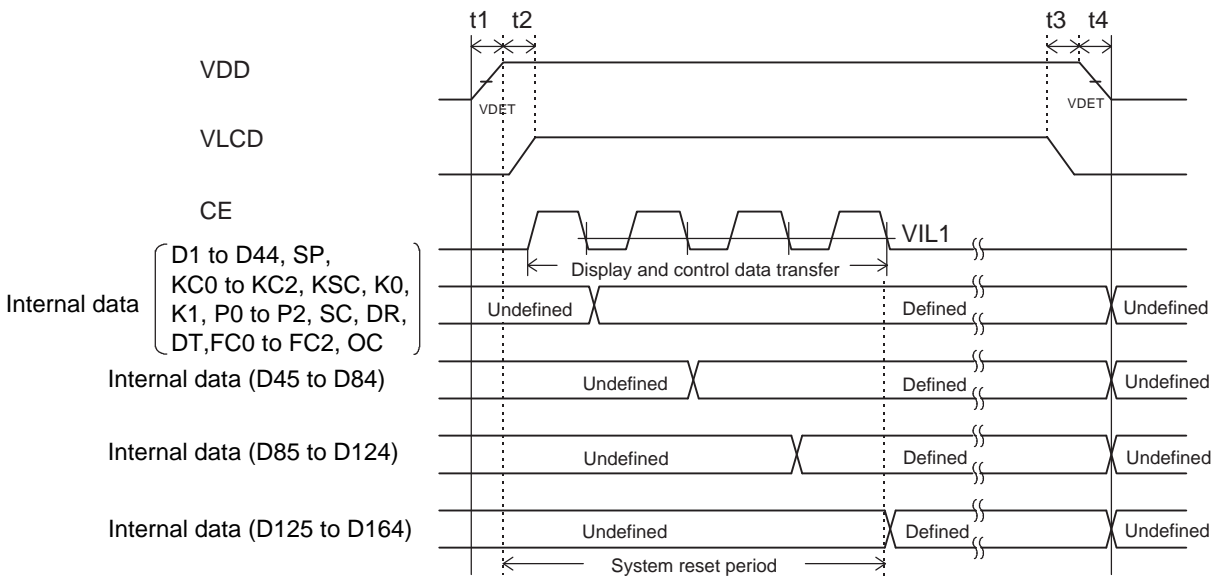 t1 t2 t3 t4
VDD
VDET VDET
VLCD
CE
VIL1
Display and control data transfer
Internal data
D1 to D44, SP,
KC0 to KC2, KSC, K0,
K1, P0 to P2, SC, DR,
DT,FC0 to FC2, OC
Undefined Defined Undefined
Internal data (D45 to D84) Undefined Defined Undefined
Internal data (D85 to D124) Undefined Defined Undefined
Internal data (D125 to D164) Undefined Defined Undefined
System reset period